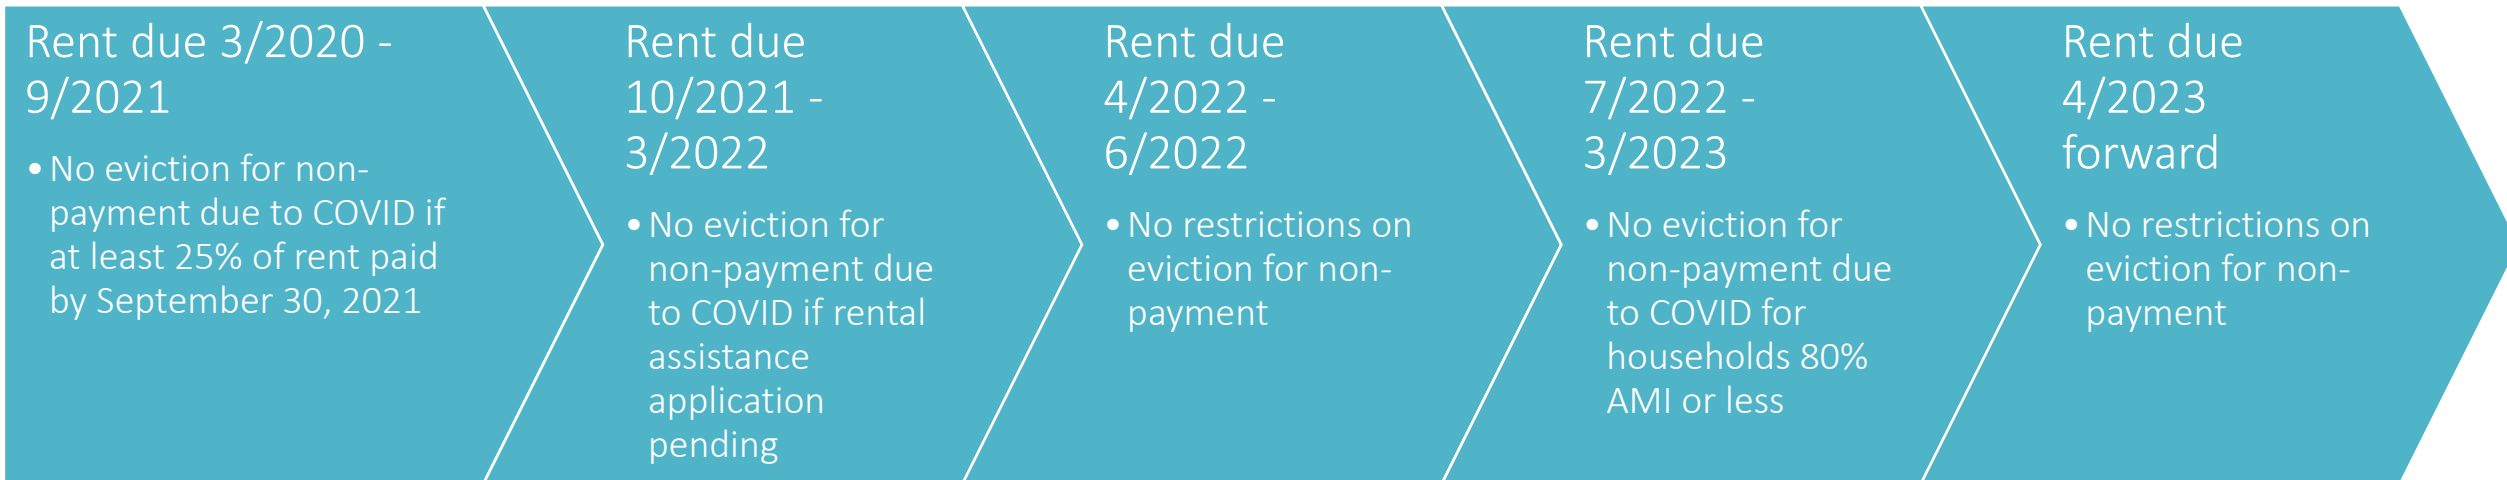 Rent due 3/2020 -
9/2021
• No eviction for non-
payment due to COVID if
at least 25% of rent paid
by September 30, 2021
Rent due
10/2021 -
3/2022
• No eviction for
non-payment due
to COVID if rental
assistance
application
pending
Rent due
4/2022 -
6/2022
• No restrictions on
eviction for non-
payment
Rent due
7/2022 -
3/2023
• No eviction for
non-payment due
to COVID for
households 80%
AMI or less
Rent due
4/2023
forward
• No restrictions on
eviction for non-
payment